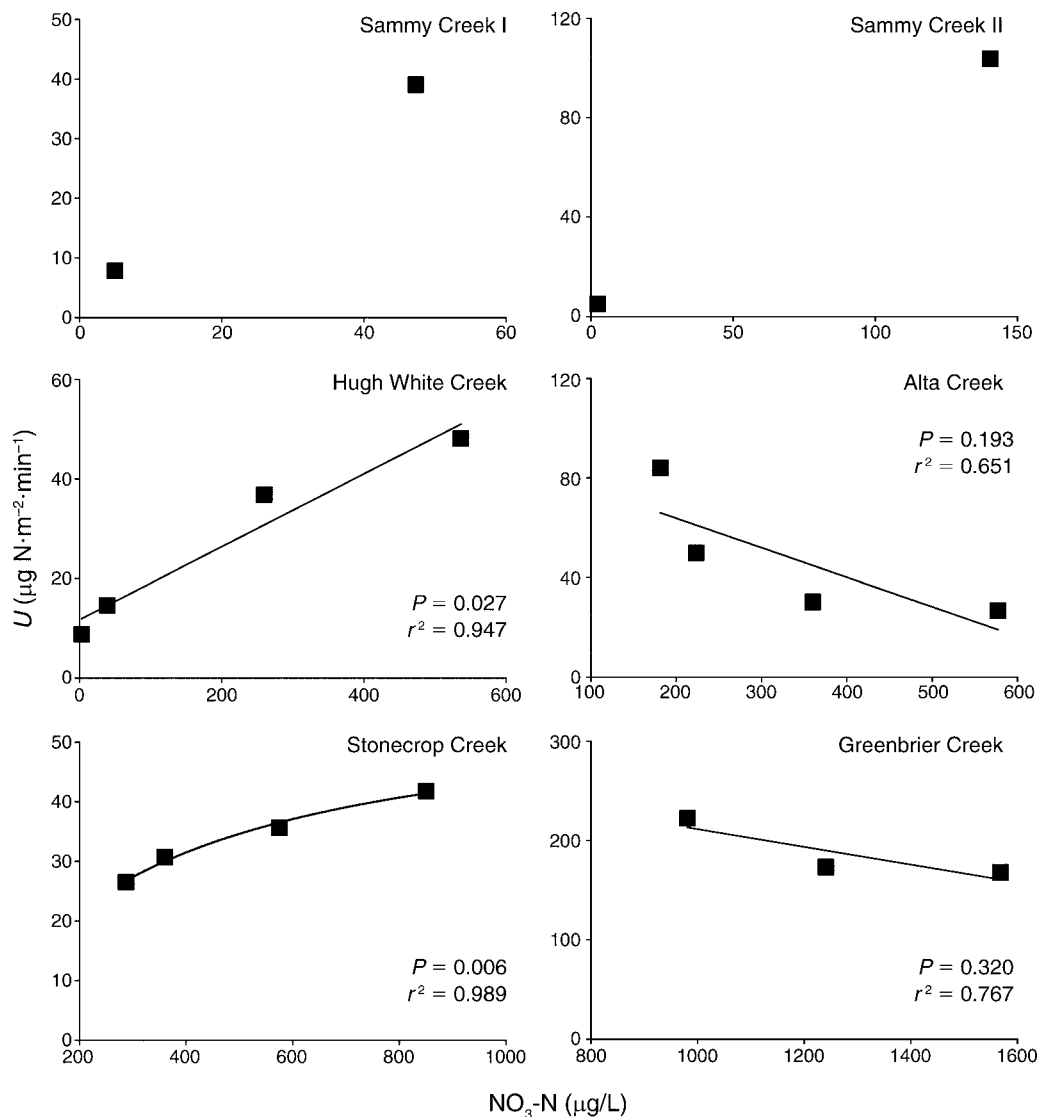 Sammy Creek I
50
40
30
20
10
0
0 20 40 60
Sammy Creek II
120
80
40
0
0 50 100 150
Hugh White Creek
60
40
20
0
P = 0.027
r² = 0.947
0 200 400 600
Alta Creek
120
80
40
0
P = 0.193
r² = 0.651
100 200 300 400 500 600
Stonecrop Creek
50
40
30
20
10
0
P = 0.006
r² = 0.989
200 400 600 800 1000
Greenbrier Creek
300
200
100
0
P = 0.320
r² = 0.767
800 1000 1200 1400 1600
U (µg N·m⁻²·min⁻¹)
NO₃-N (µg/L)